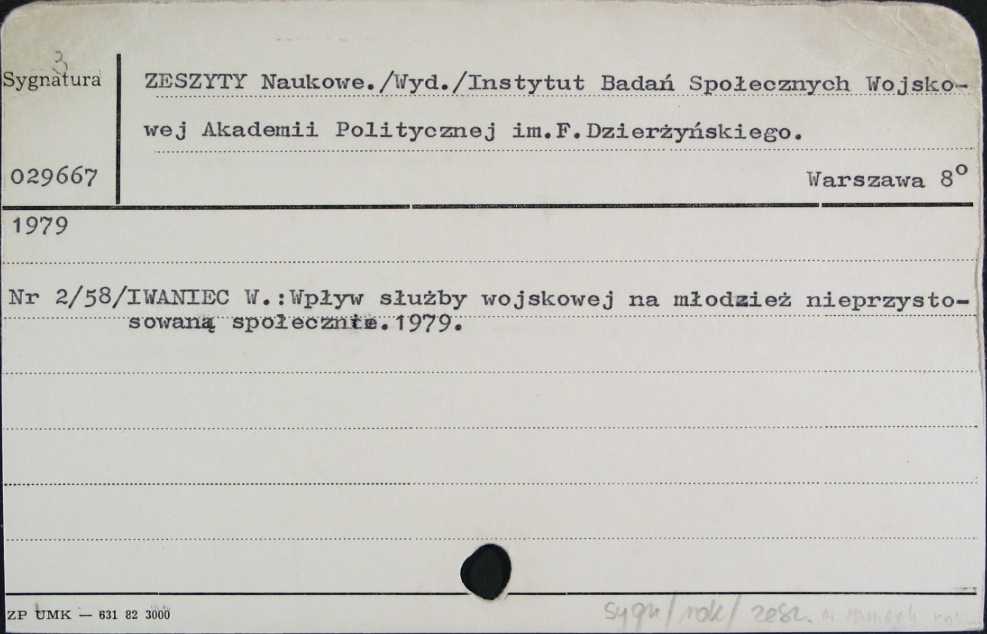 3
Sygnatura
ZESZYTY Naukowe./Wyd./Instytut Badań Społecznych Wojsko-
wej Akademii Politycznej im.F.Dzierżyńskiego.
029667
Warszawa 8°
1979
Nr 2/58/IWANIEC W.:Wpływ służby wojskowej na młodzież nieprzysto-
sowaną społecznie.1979.
ZP UMK — 631 82 3000
sygn/rok/zesz.